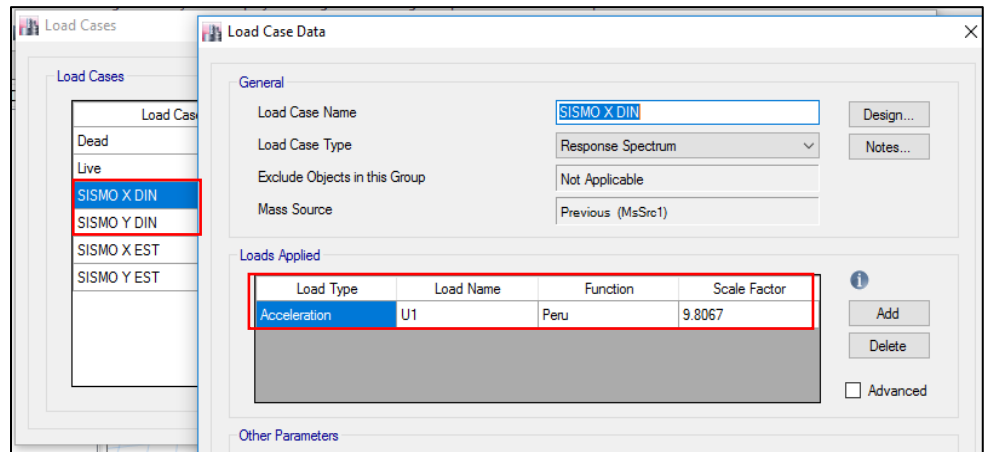 Load Cases
Load Case Data
Load Cases
Load
Dead
Live
SISMO X DIN
SISMO Y DIN
SISMO X EST
SISMO Y EST
General
Load Case Name
SISMO X DIN
Design...
Load Case Type
Response Spectrum
Notes...
Exclude Objects in this Group
Not Applicable
Mass Source
Previous (MsSrc1)
Loads Applied
Load Type Load Name Function Scale Factor
Acceleration U1 Peru 9.8067
Add
Delete
Advanced
Other Parameters